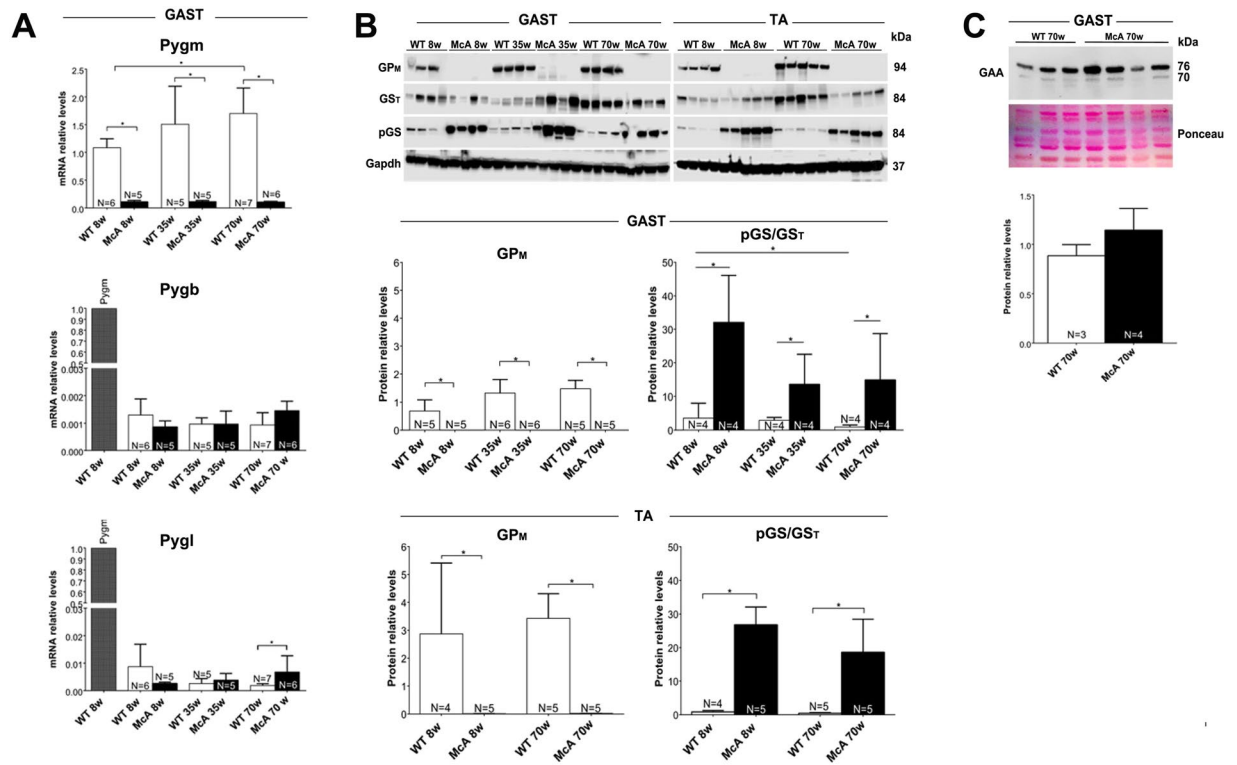 A
GAST
Pygm
mRNA relative levels
2.5
2.0
1.5
1.0
0.5
0.0
*
*
*
*
N=6
N=5
N=5
N=5
N=7
N=6
WT 8w
McA 8w
WT 35w
McA 35w
WT 70w
McA 70w
Pygb
mRNA relative levels
Pygm
1.0
0.9
0.8
0.7
0.6
0.5
0.003
0.002
0.001
0.000
N=6
N=5
N=5
N=5
N=7
N=6
WT 8w
WT 8w
McA 8w
WT 35w
McA 35w
WT 70w
McA 70 w
Pygl
mRNA relative levels
Pygm
1.0
0.9
0.8
0.7
0.6
0.5
0.03
0.02
0.01
0.00
*
N=6
N=5
N=5
N=5
N=7
N=6
WT 8w
WT 8w
McA 8w
WT 35w
McA 35w
WT 70w
McA 70 w
B
GAST TA
WT 8w McA 8w WT 35w McA 35w WT 70w McA 70w WT 8w McA 8w WT 70w McA 70w kDa
GPM 94
GST 84
pGS 84
Gapdh 37
GAST
GPM
Protein relative levels
6
5
4
3
2
1
0
*
*
*
N=5
N=5
N=6
N=6
N=5
N=5
WT 8w
McA 8w
WT 35w
McA 35w
WT 70w
McA 70w
pGS/GST
Protein relative levels
50
40
30
20
10
0
*
*
*
*
N=4
N=4
N=4
N=4
N=4
N=4
WT 8w
McA 8w
WT 35w
McA 35w
WT 70w
McA 70w
TA
GPM
Protein relative levels
6
5
4
3
2
1
0
*
*
N=4
N=5
N=5
N=5
WT 8w
McA 8w
WT 70w
McA 70w
pGS/GST
Protein relative levels
50
40
30
20
10
0
*
*
N=4
N=5
N=5
N=5
WT 8w
McA 8w
WT 70w
McA 70w
C
GAST
WT 70w McA 70w kDa
GAA 76
70
Ponceau
Protein relative levels
1.5
1.0
0.5
0.0
N=3
N=4
WT 70w
McA 70w